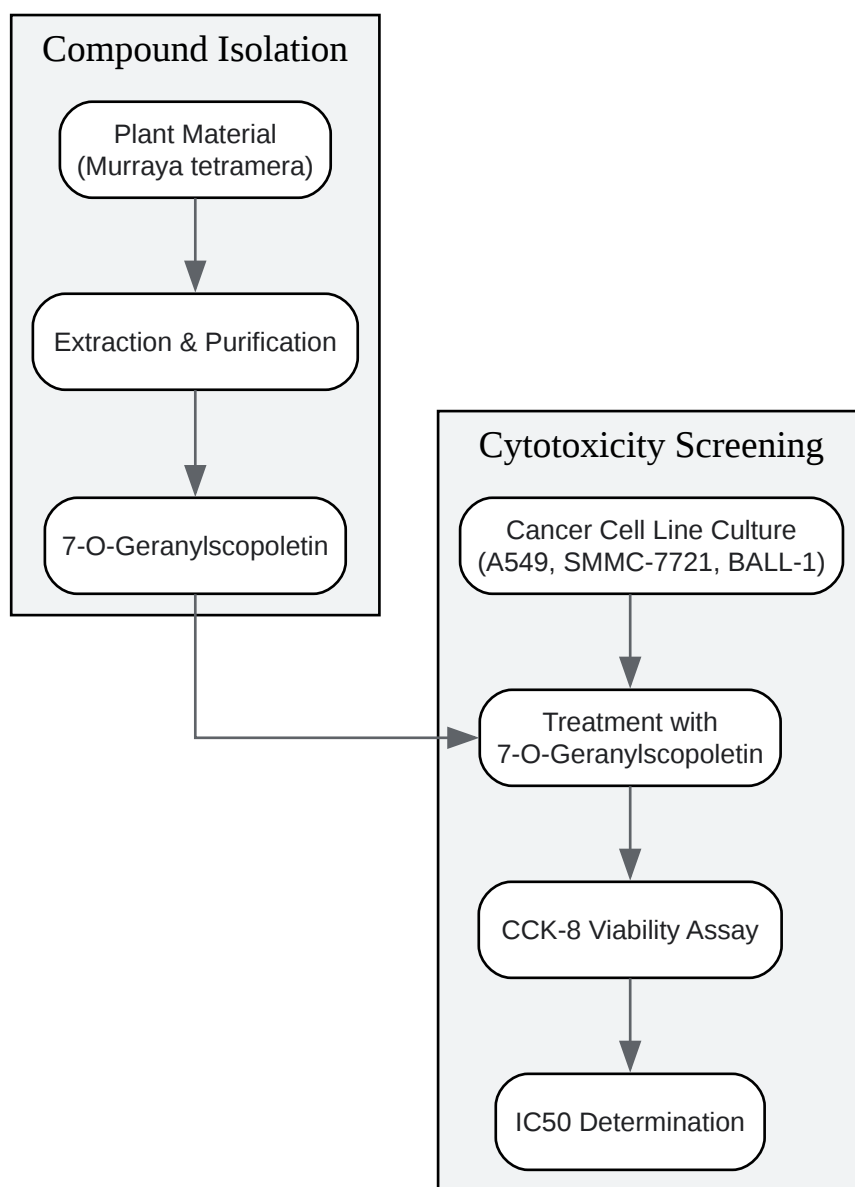 Compound Isolation
Plant Material
(Murraya tetramera)
Extraction & Purification
7-O-Geranylscopoletin
Cytotoxicity Screening
Cancer Cell Line Culture
(A549, SMMC-7721, BALL-1)
Treatment with
7-O-Geranylscopoletin
CCK-8 Viability Assay
IC50 Determination